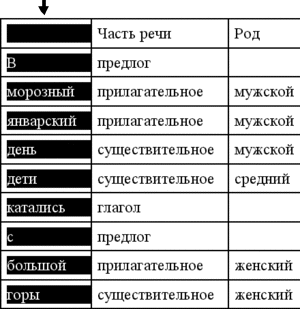 Часть речи Род
В предлог
морозный прилагательное мужской
январский прилагательное мужской
день существительное мужской
дети существительное средний
катались глагол
с предлог
большой прилагательное женский
горы существительное женский